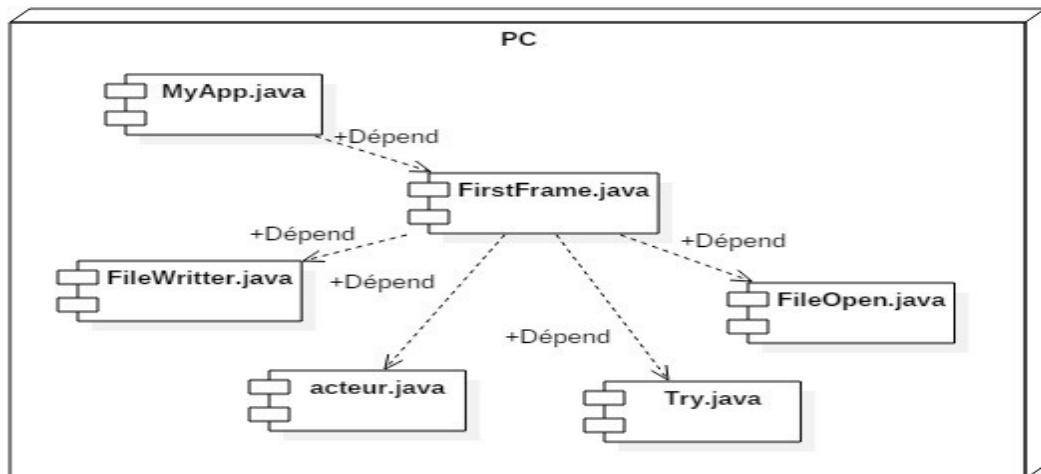 PC
MyApp.java
+Dépend
FirstFrame.java
+Dépend
+Dépend
FileWritter.java
+Dépend
FileOpen.java
+Dépend
acteur.java
Try.java